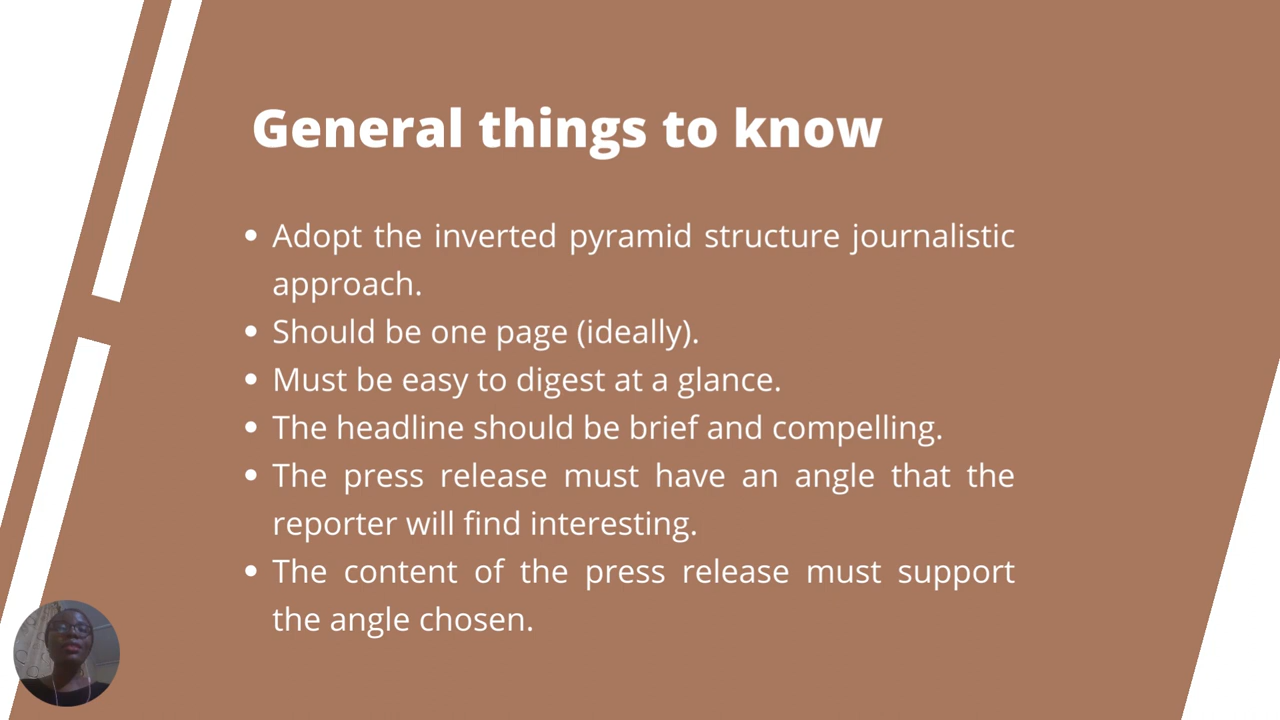 General things to know
• Adopt the inverted pyramid structure journalistic
approach.
• Should be one page (ideally).
• Must be easy to digest at a glance.
• The headline should be brief and compelling.
• The press release must have an angle that the
reporter will find interesting.
• The content of the press release must support
the angle chosen.